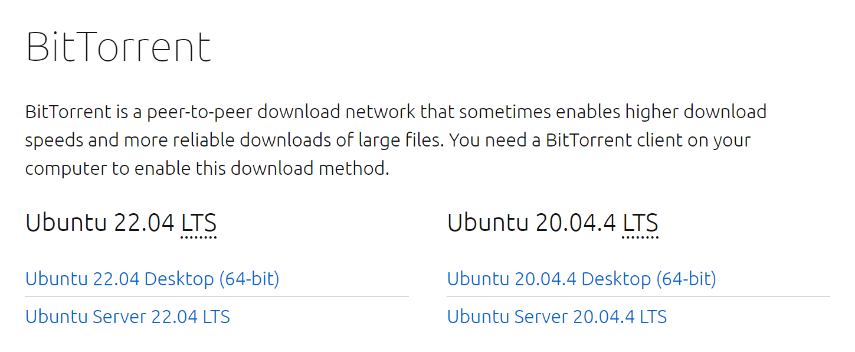 BitTorrent
BitTorrent is a peer-to-peer download network that sometimes enables higher download
speeds and more reliable downloads of large files. You need a BitTorrent client on your
computer to enable this download method.
Ubuntu 22.04 LTS
Ubuntu 22.04 Desktop (64-bit)
Ubuntu Server 22.04 LTS
Ubuntu 20.04.4 LTS
Ubuntu 20.04.4 Desktop (64-bit)
Ubuntu Server 20.04.4 LTS